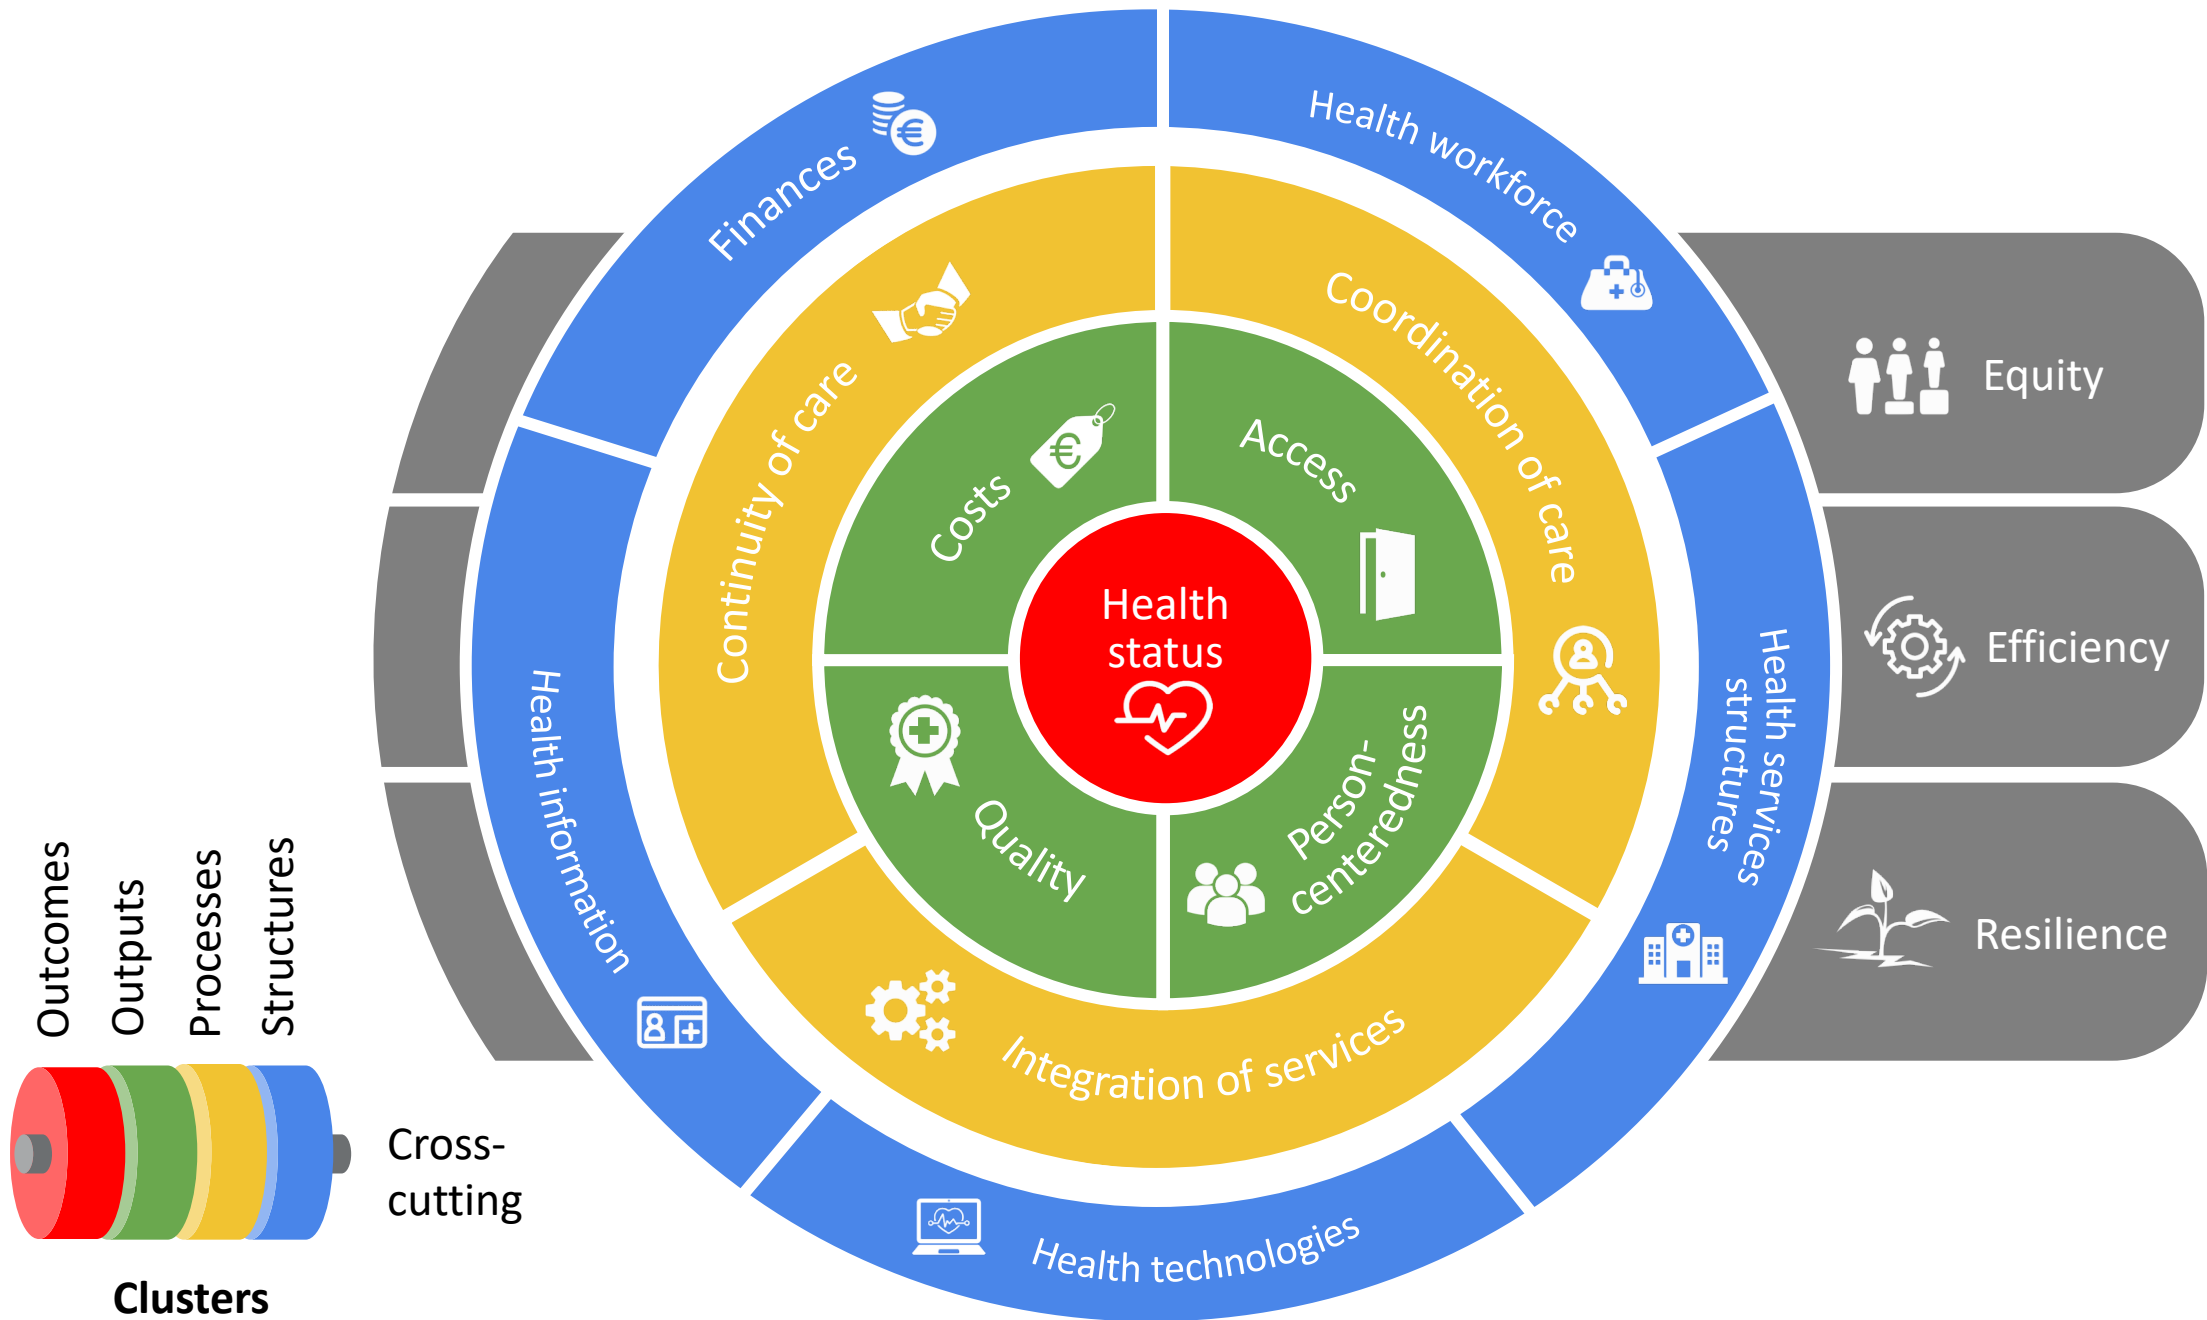 Finances
Health workforce
Continuity of care
Coordination of care
Costs
€
€
Access
Equity
Health
status
Efficiency
Health information
Health services
structures
Quality
Person-
centeredness
Resilience
Integration of services
Health technologies
Outcomes
Outputs
Processes
Structures
Cross-
cutting
Clusters